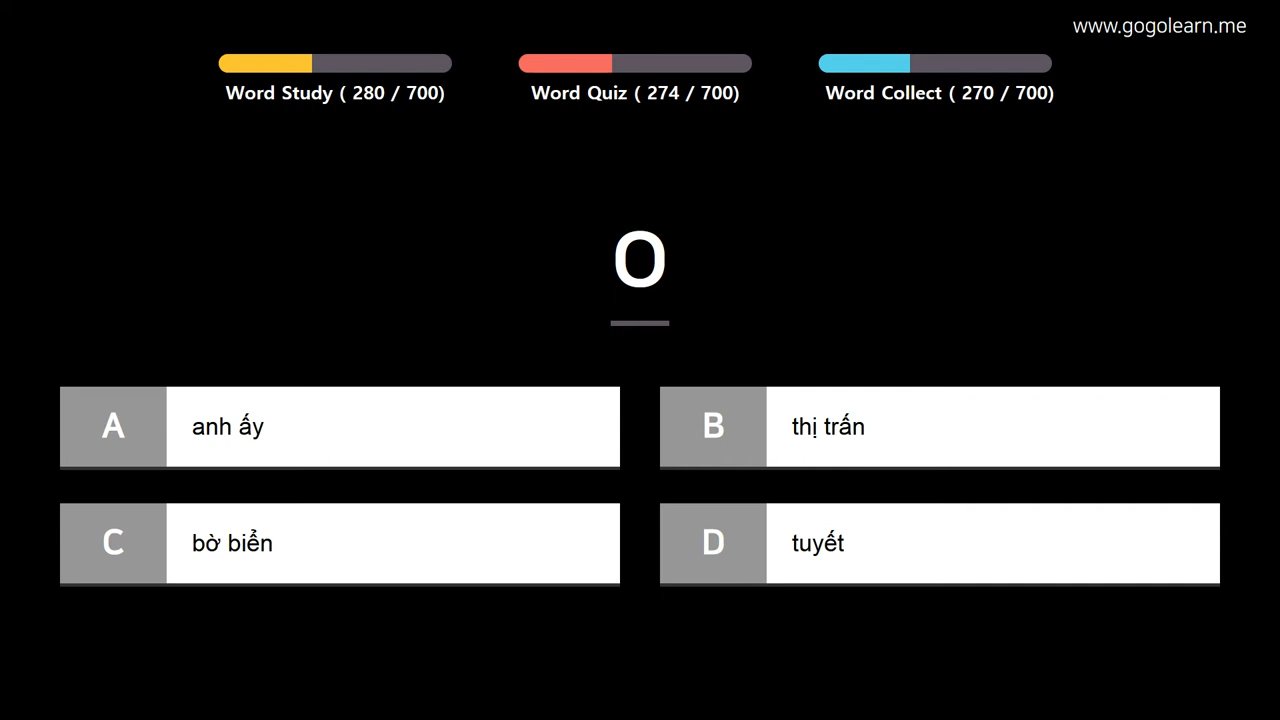 www.gogolearn.me
Word Study ( 280 / 700)
Word Quiz ( 274 / 700)
Word Collect ( 270 / 700)
O
A
anh ấy
B
thị trấn
C
bờ biển
D
tuyết